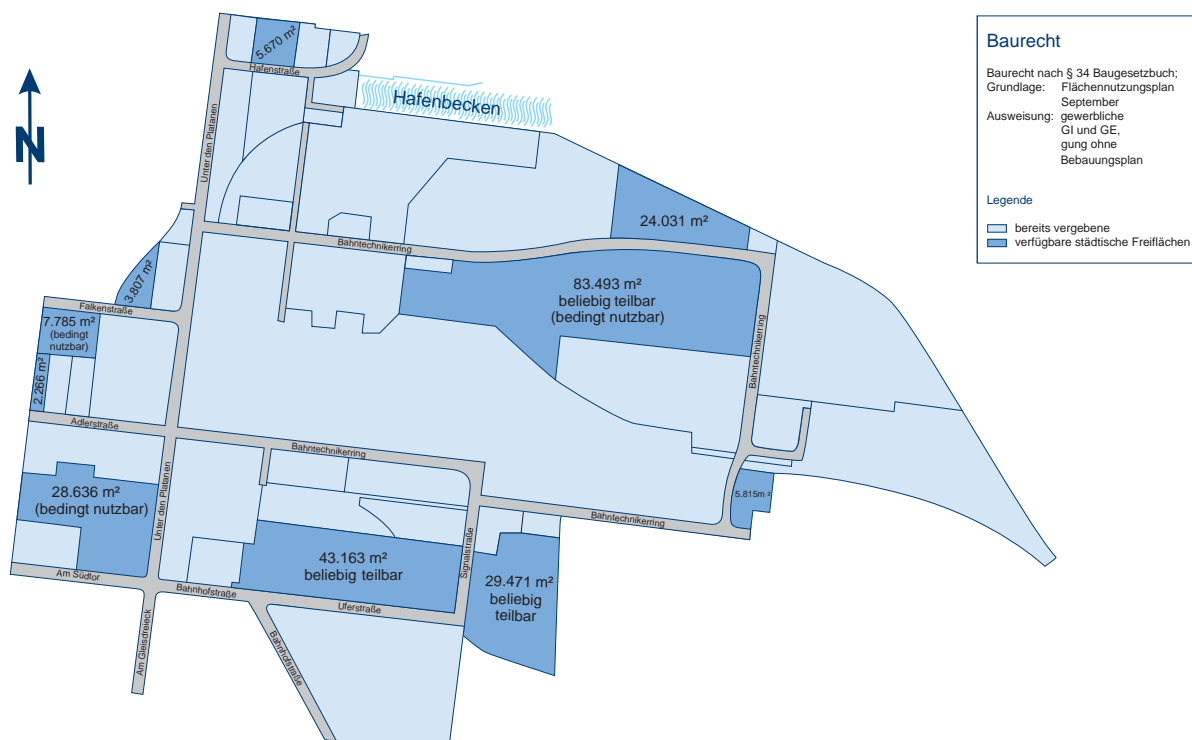 5.670 m²
Hafenstraße
Hafenbecken
N
Unter den Platanen
24.031 m²
Bahntechnikerring
83.493 m²
beliebig teilbar
(bedingt nutzbar)
3.807 m²
Falkenstraße
7.785 m²
(bedingt
nutzbar)
2.266 m²
Bahntechnikerring
Adlerstraße
Bahntechnikerring
28.636 m²
(bedingt nutzbar)
Unter den Platanen
5.815m ²
Bahntechnikerring
43.163 m²
beliebig teilbar
Signalstraße
29.471 m²
beliebig
teilbar
Am Südtor
Bahnhofstraße
Uferstraße
Am Gleisdreieck
Bahnhofstraße
Baurecht
Baurecht nach § 34 Baugesetzbuch;
Grundlage: Flächennutzungsplan
September
Ausweisung: gewerbliche
GI und GE,
gung ohne
Bebauungsplan
Legende
bereits vergebene
verfügbare städtische Freiflächen